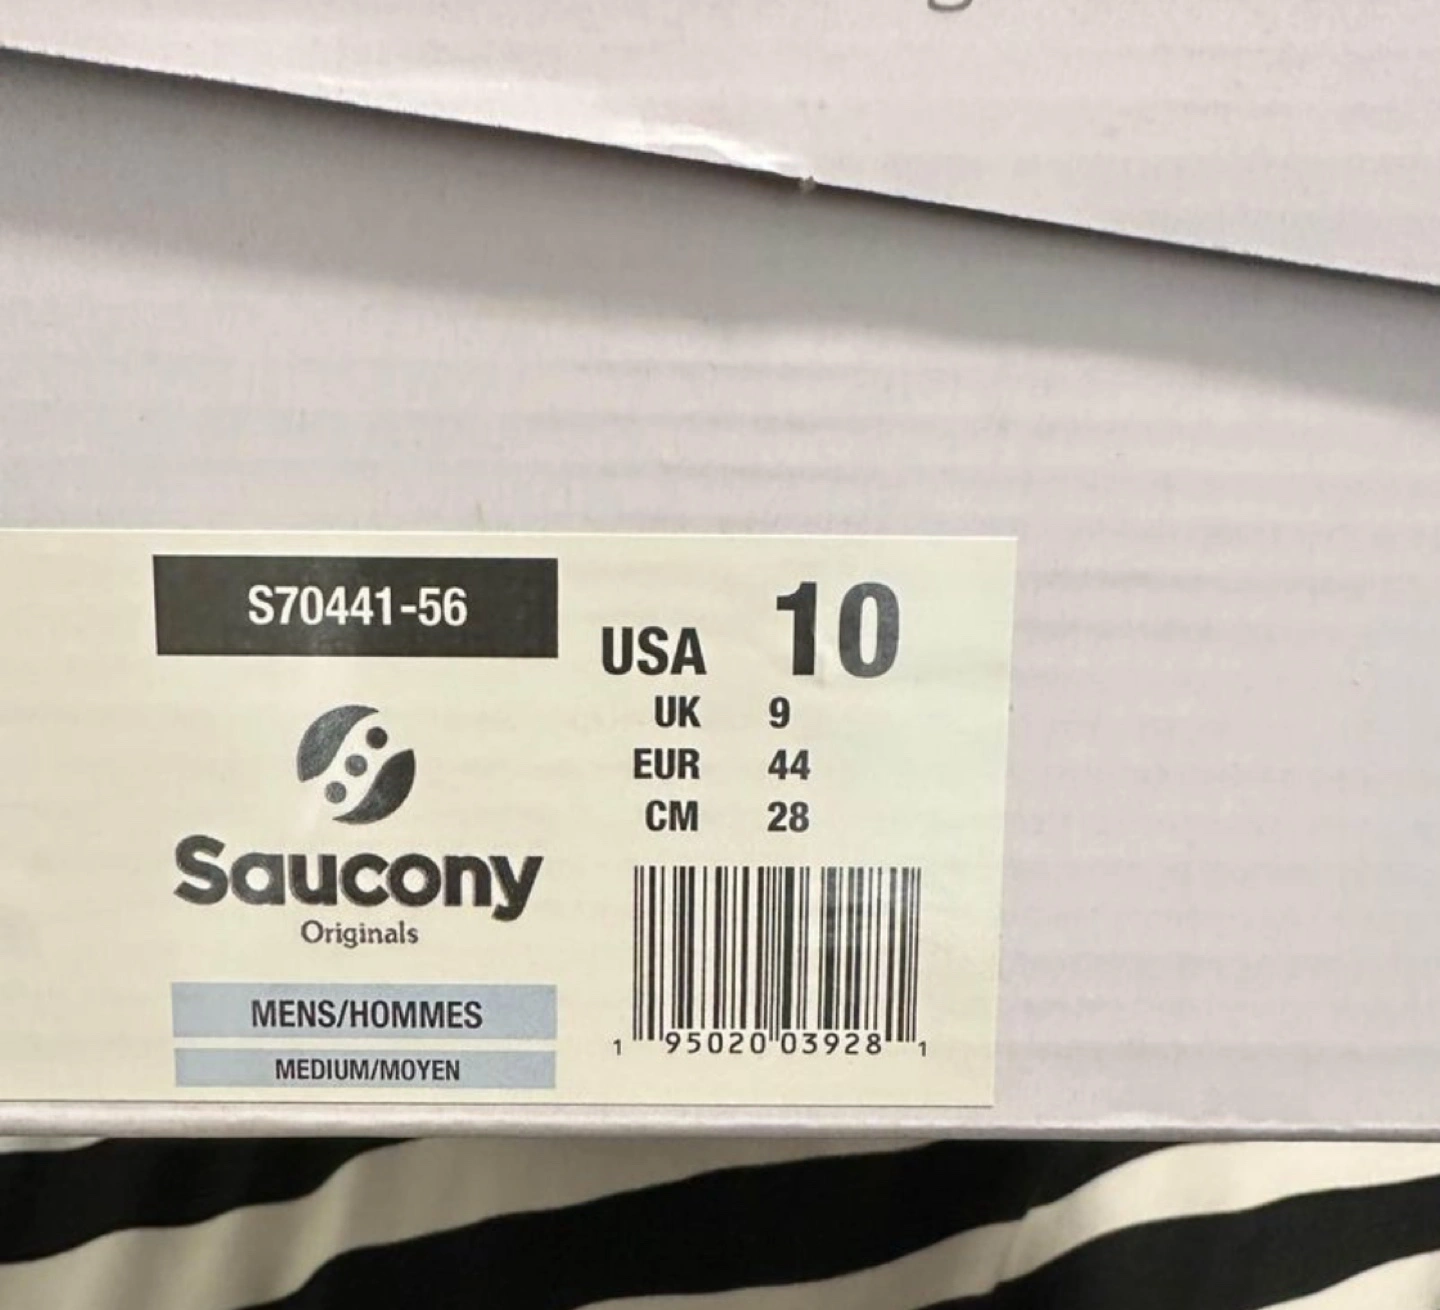 S70441-56
USA 10
UK 9
EUR 44
CM 28
Saucony
Originals
MENS/HOMMES
MEDIUM/MOYEN
1 95020 03928 1